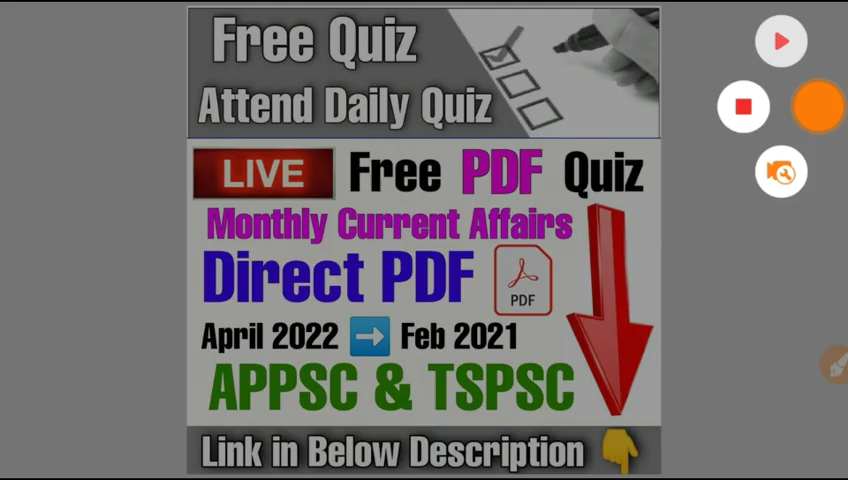 Free Quiz
Attend Daily Quiz
LIVE Free PDF Quiz
Monthly Current Affairs
Direct PDF
PDF
April 2022 ➡ Feb 2021
APPSC & TSPSC
Link in Below Description 👇